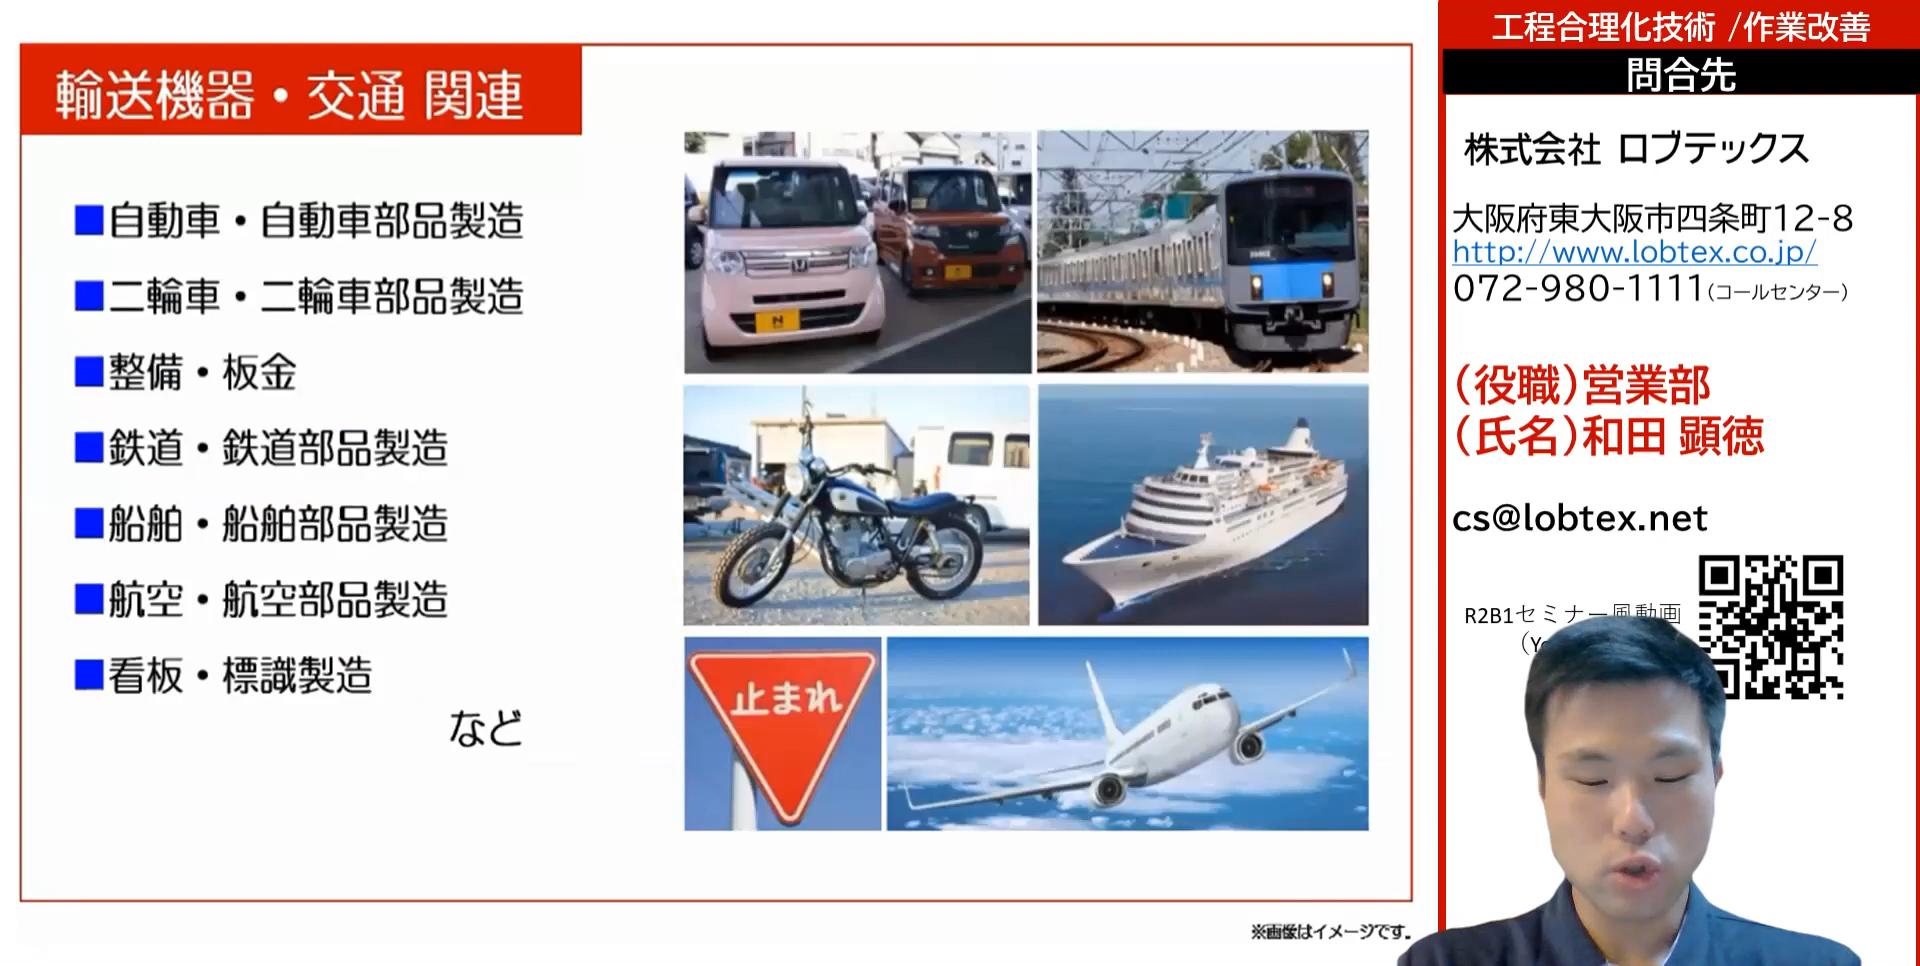 輸送機器・交通 関連
■自動車・自動車部品製造
■二輪車・二輪車部品製造
■整備・板金
■鉄道・鉄道部品製造
■船舶・船舶部品製造
■航空・航空部品製造
■看板・標識製造
など
止まれ
※画像はイメージです。
工程合理化技術 /作業改善
問合先
株式会社 ロブテックス
大阪府東大阪市四条町12-8
http://www.lobtex.co.jp/
072-980-1111(コールセンター)
(役職)営業部
(氏名)和田 顕徳
cs@lobtex.net
R2B1セミナー風動画